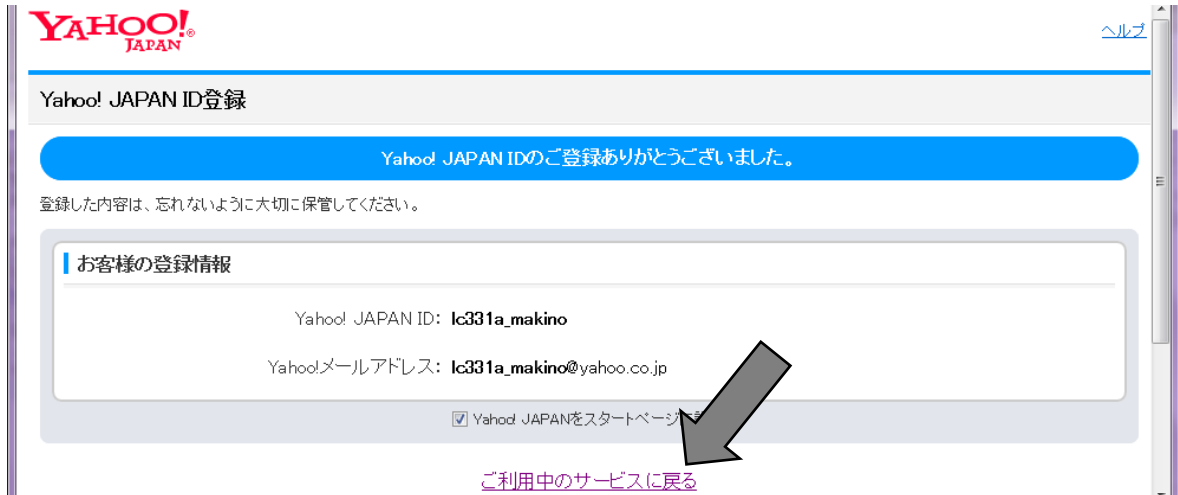 YAHOO!® JAPAN
ヘルプ
Yahoo! JAPAN ID登録
Yahoo! JAPAN IDのご登録ありがとうございました。
登録した内容は、忘れないように大切に保管してください。
お客様の登録情報
Yahoo! JAPAN ID: lc331a_makino
Yahoo!メールアドレス: lc331a_makino@yahoo.co.jp
Yahoo! JAPANをスタートページ
ご利用中のサービスに戻る